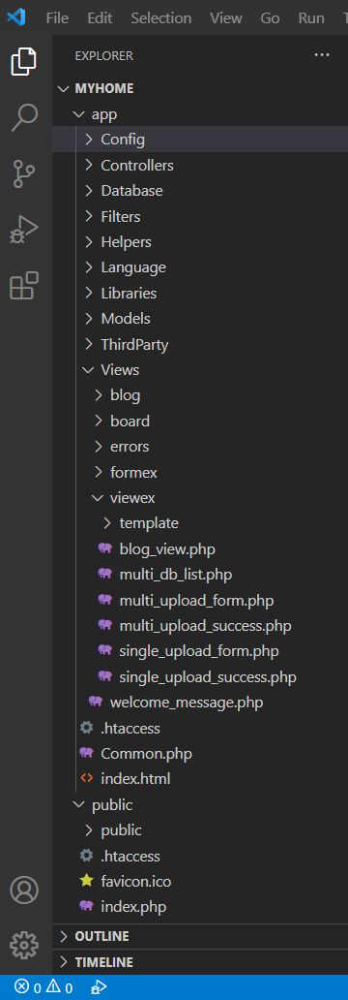 File Edit Selection View Go Run
EXPLORER
MYHOME
app
Config
Controllers
Database
Filters
Helpers
Language
Libraries
Models
ThirdParty
Views
blog
board
errors
formex
viewex
template
blog_view.php
multi_db_list.php
multi_upload_form.php
multi_upload_success.php
single_upload_form.php
single_upload_success.php
welcome_message.php
.htaccess
Common.php
index.html
public
public
.htaccess
favicon.ico
index.php
OUTLINE
TIMELINE
0 0